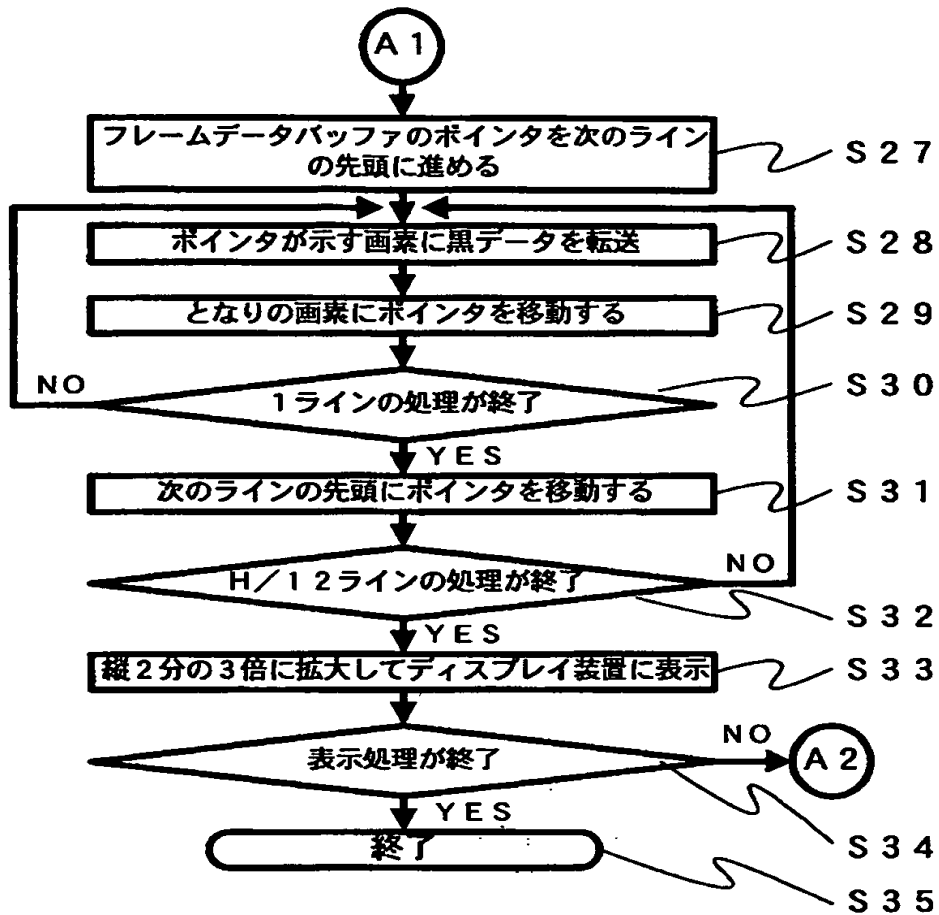 A1
フレームデータバッファのポインタを次のライン
の先頭に進める
S27
ポインタが示す画素に黒データを転送
S28
となりの画素にポインタを移動する
S29
NO
1ラインの処理が終了
S30
YES
次のラインの先頭にポインタを移動する
S31
H/12ラインの処理が終了
NO
S32
YES
縦2分の3倍に拡大してディスプレイ装置に表示
S33
表示処理が終了
NO
A2
YES
S34
終了
S35